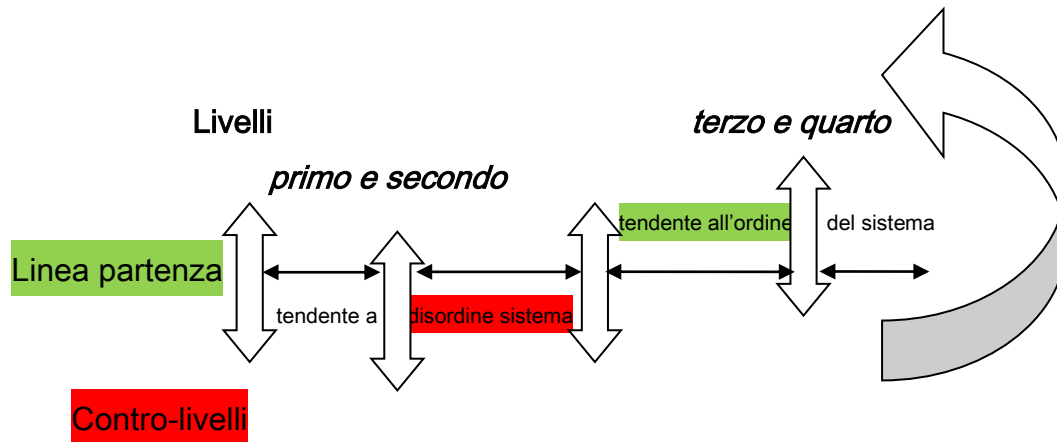 Livelli
terzo e quarto
primo e secondo
tendente all’ordine
del sistema
Linea partenza
tendente a
disordine sistema
Contro-livelli